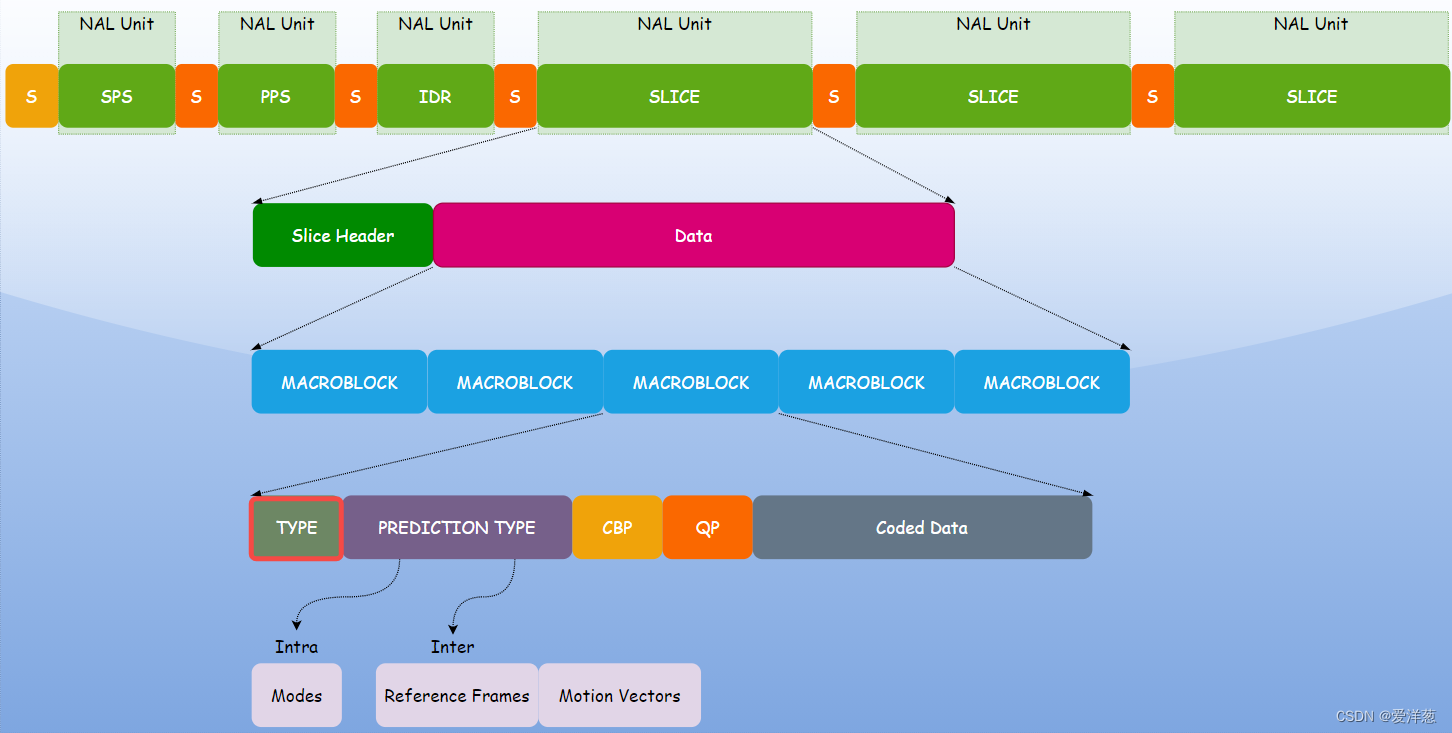 NAL Unit NAL Unit NAL Unit NAL Unit NAL Unit NAL Unit
S SPS S PPS S IDR S SLICE S SLICE S SLICE
Slice Header Data
MACROBLOCK MACROBLOCK MACROBLOCK MACROBLOCK MACROBLOCK
TYPE PREDICTION TYPE CBP QP Coded Data
Intra Inter
Modes Reference Frames Motion Vectors
CSDN @爱洋葱